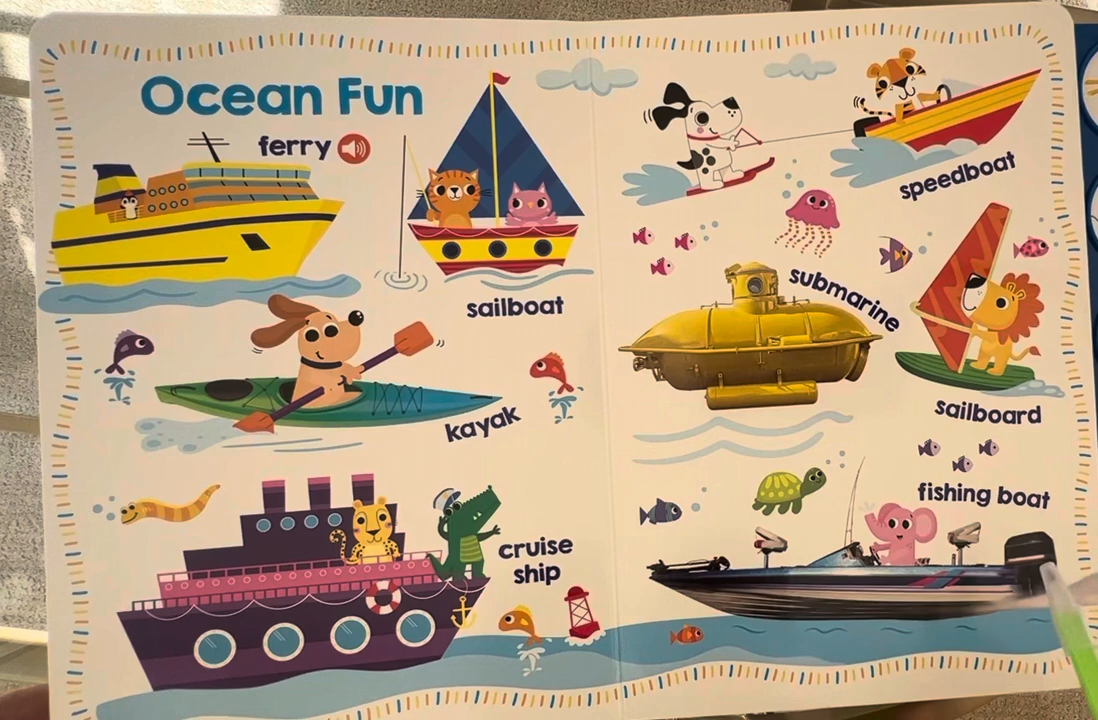 Ocean Fun
ferry
sailboat
kayak
cruise
ship
speedboat
submarine
sailboard
fishing boat